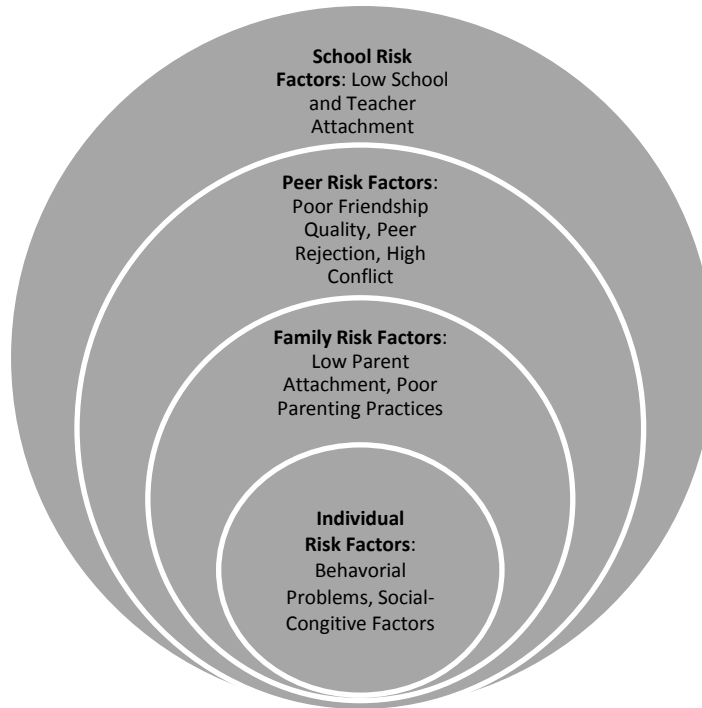 School Risk
Factors: Low School
and Teacher
Attachment
Peer Risk Factors:
Poor Friendship
Quality, Peer
Rejection, High
Conflict
Family Risk Factors:
Low Parent
Attachment, Poor
Parenting Practices
Individual
Risk Factors:
Behavorial
Problems, Social-
Congitive Factors